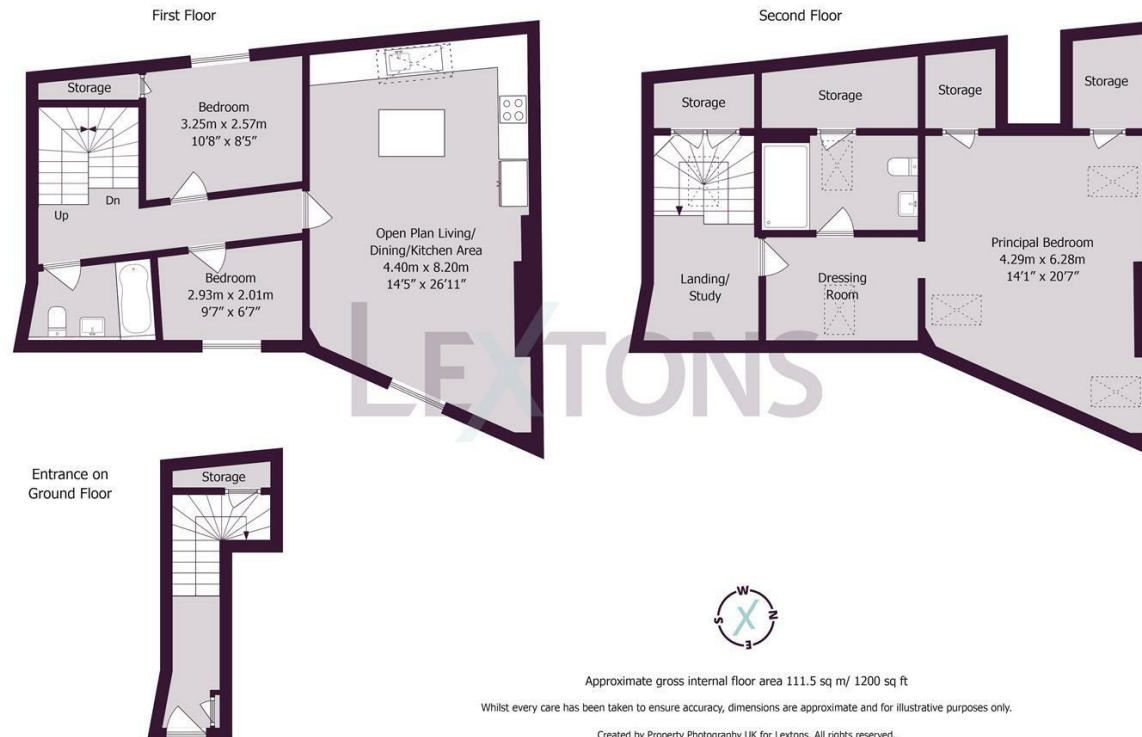 First Floor
Second Floor
Storage
Bedroom
3.25m x 2.57m
10'8" x 8'5"
Up
Dn
Open Plan Living/
Dining/Kitchen Area
4.40m x 8.20m
14'5" x 26'11"
Bedroom
2.93m x 2.01m
9'7" x 6'7"
Storage
Storage
Storage
Storage
Principal Bedroom
4.29m x 6.28m
14'1" x 20'7"
Landing/
Study
Dressing
Room
LEXTONS
Entrance on
Ground Floor
Storage
W
S
N
E
X
Approximate gross internal floor area 111.5 sq m/ 1200 sq ft
Whilst every care has been taken to ensure accuracy, dimensions are approximate and for illustrative purposes only.
Created by Property Photography UK for Lextons. All rights reserved.